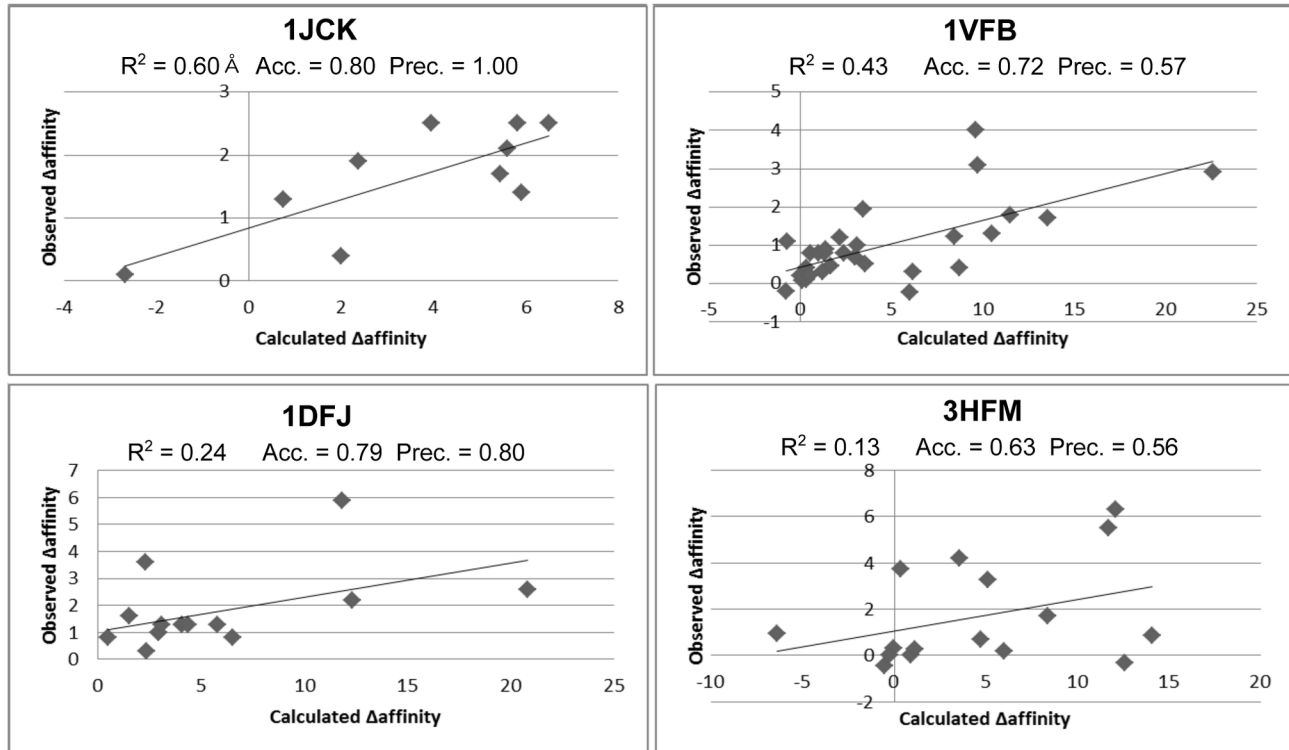 1JCK
R² = 0.60 Å Acc. = 0.80 Prec. = 1.00
Observed Δaffinity
3
2
1
0
-4 -2 0 2 4 6 8
Calculated Δaffinity
1VFB
R² = 0.43 Acc. = 0.72 Prec. = 0.57
Observed Δaffinity
5
4
3
2
1
0
-1
-5 0 5 10 15 20 25
Calculated Δaffinity
1DFJ
R² = 0.24 Acc. = 0.79 Prec. = 0.80
Observed Δaffinity
7
6
5
4
3
2
1
0
0 5 10 15 20 25
Calculated Δaffinity
3HFM
R² = 0.13 Acc. = 0.63 Prec. = 0.56
Observed Δaffinity
8
6
4
2
0
-2
-10 -5 0 5 10 15 20
Calculated Δaffinity